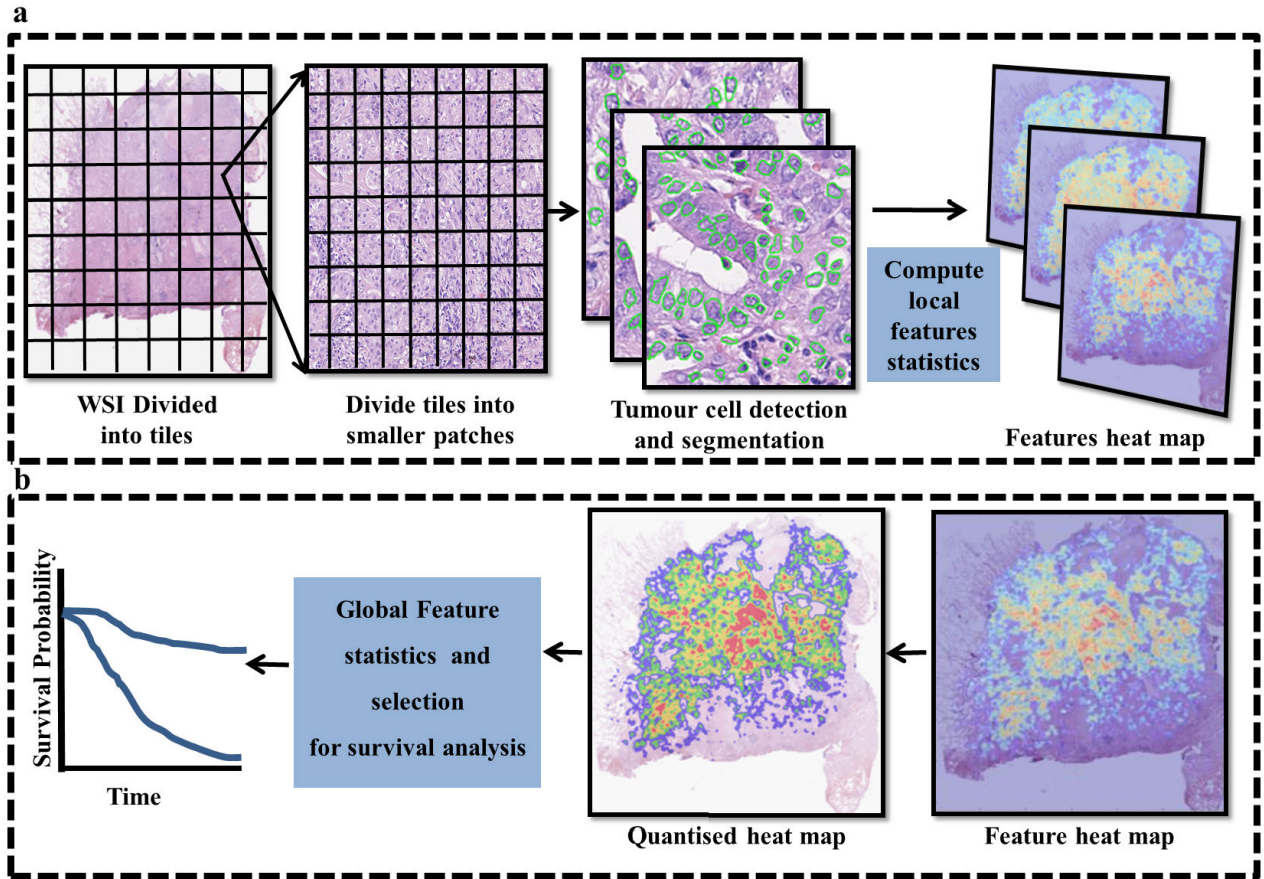 a
WSI Divided
into tiles
Divide tiles into
smaller patches
Tumour cell detection
and segmentation
Compute
local
features
statistics
Features heat map
b
Survival Probability
Time
Global Feature
statistics and
selection
for survival analysis
Quantised heat map
Feature heat map